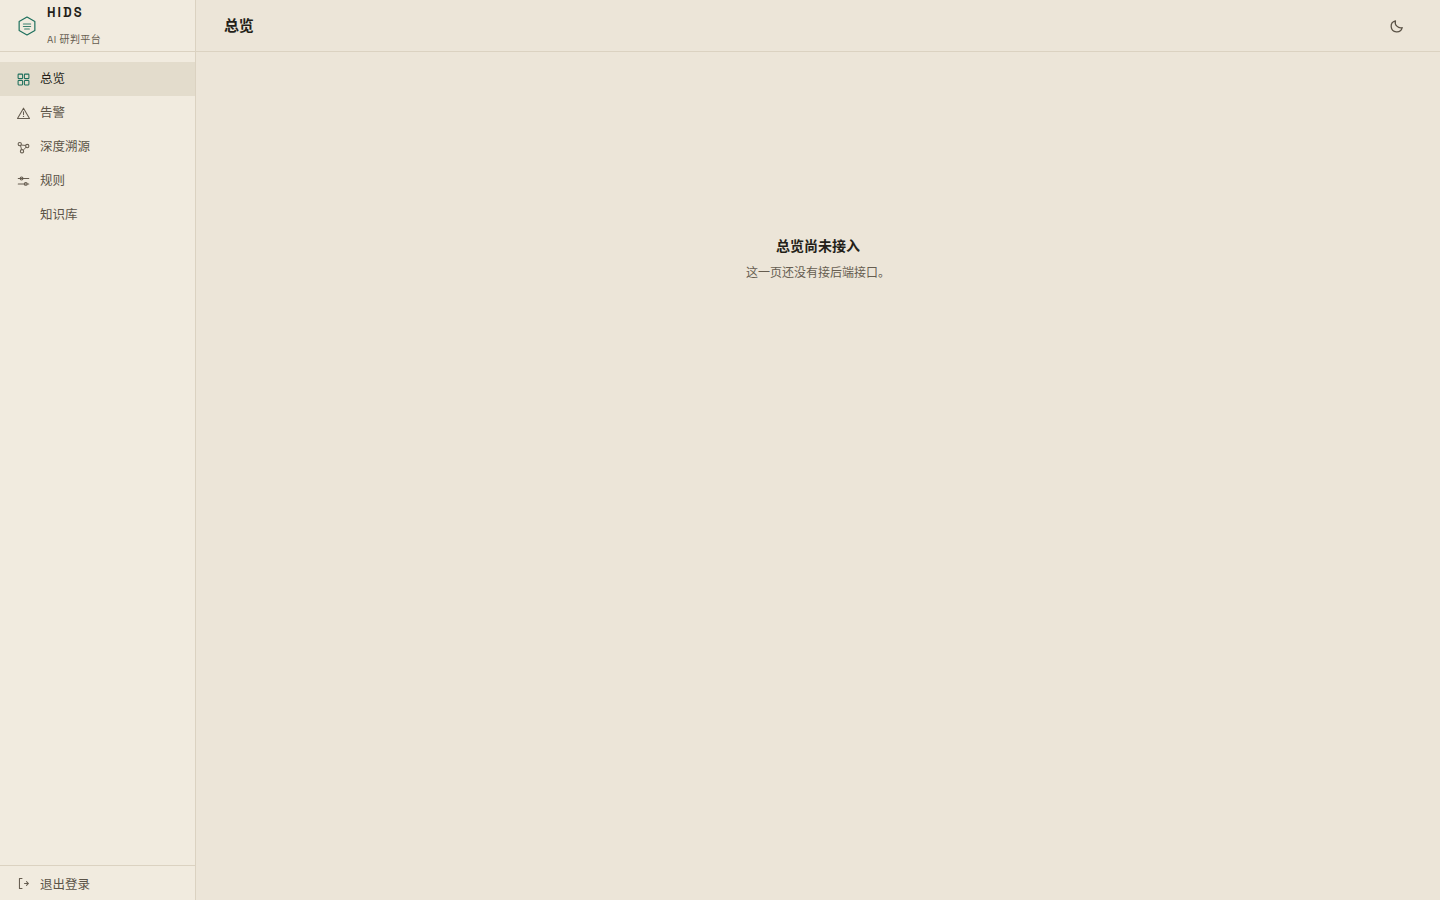 HIDS
AI 研判平台
总览
总览
告警
深度溯源
规则
知识库
总览尚未接入
这一页还没有接后端接口。
退出登录